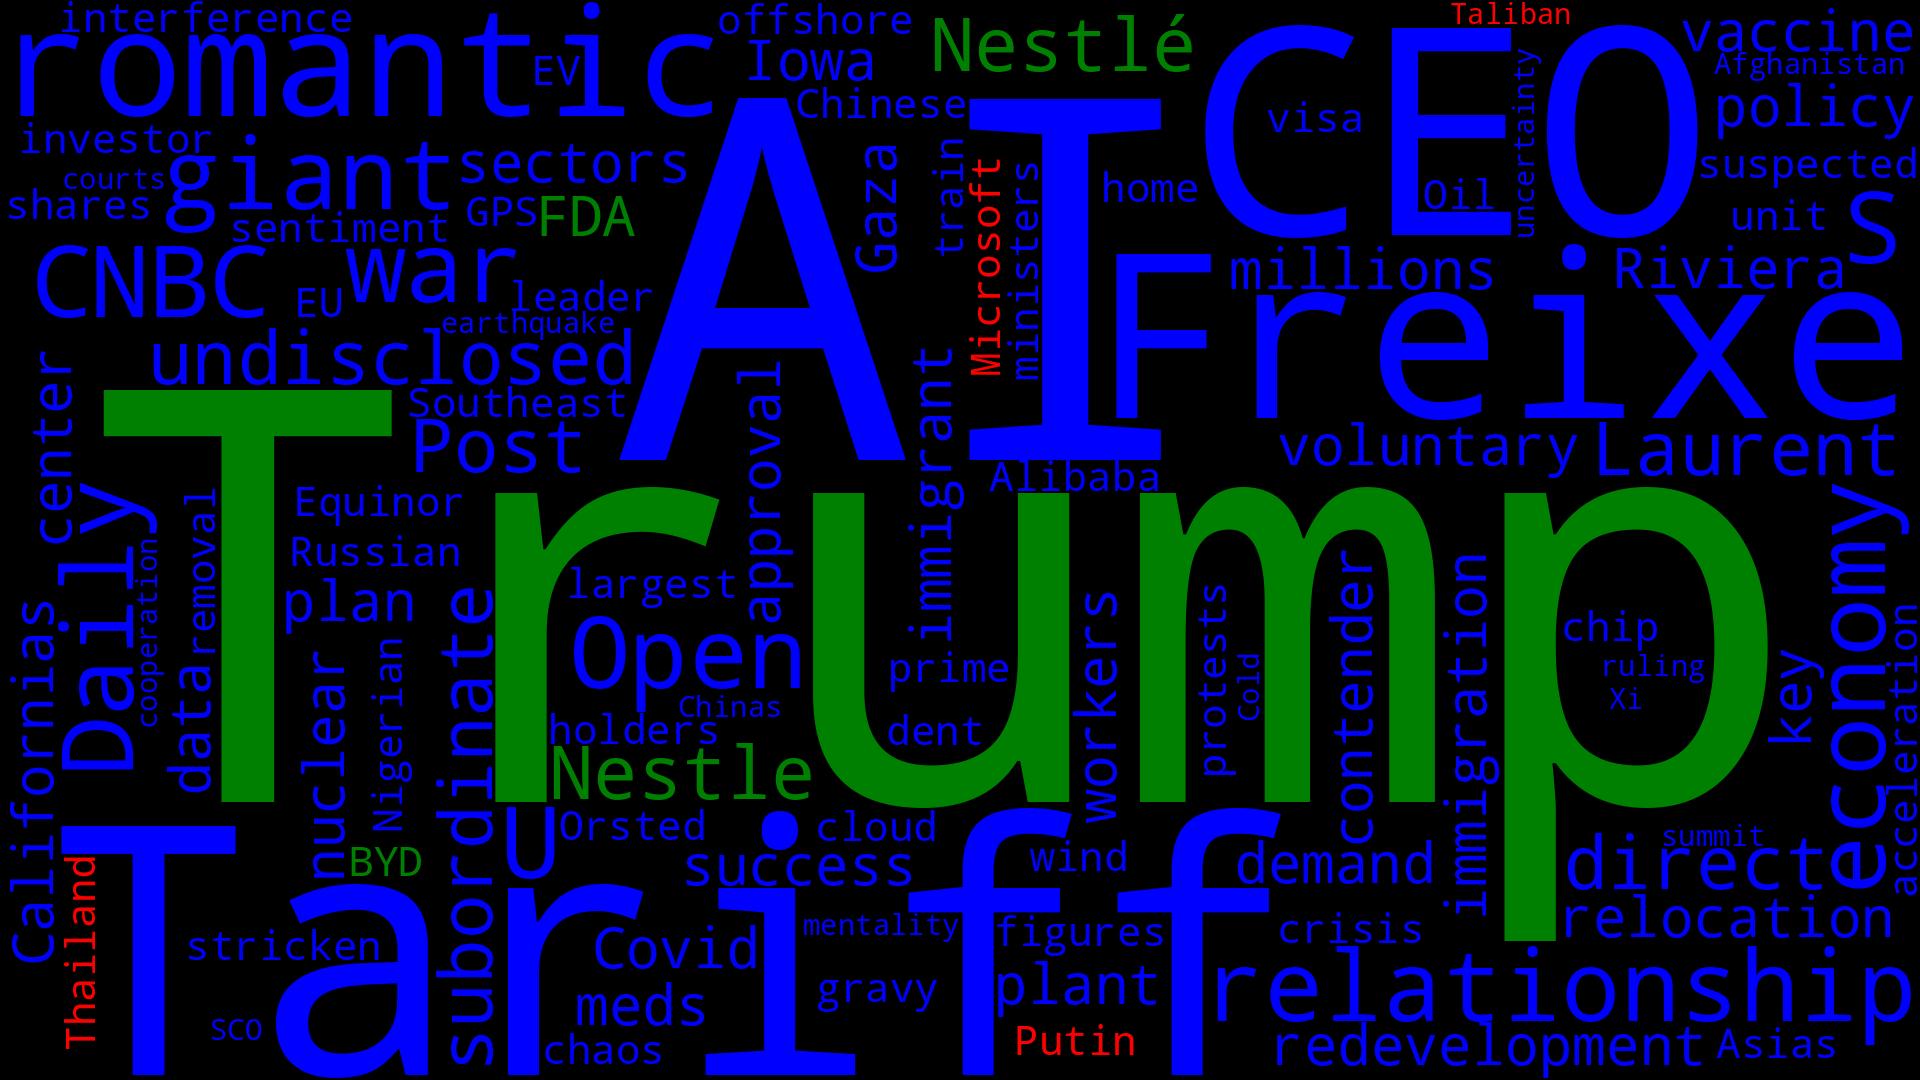 interference
offshore
Nestlé
Taliban
vaccine
romantic
EV
Iowa
CEO
Afghanistan
Chinese
visa
uncertainty
policy
investor
giant
sectors
AI
Gaza
train
Microsoft
ministers
home
Oil
suspected
courts
shares
sentiment
GPS
FDA
unit
S
CNBC
EU
war
leader
earthquake
Freixe
millions
Riviera
undisclosed
center
Southeast
Post
approval
immigrant
Alibaba
voluntary
Laurent
Trump
Daily
cooperation
removal
data
Equinor
Russian
plan
largest
Open
Chinas
holders
Nestle
prime
dent
workers
protests
Cold
contender
immigration
chip
ruling
Xi
key
economy
acceleration
Californias
nuclear
Nigerian
subordinate
BYD
U
Orsted
cloud
success
wind
demand
summit
direct
Tariff
Thailand
stricken
SCO
Covid
meds
chaos
mentality
gravy
figures
plant
Putin
crisis
relocation
relationship
redevelopment
Asias